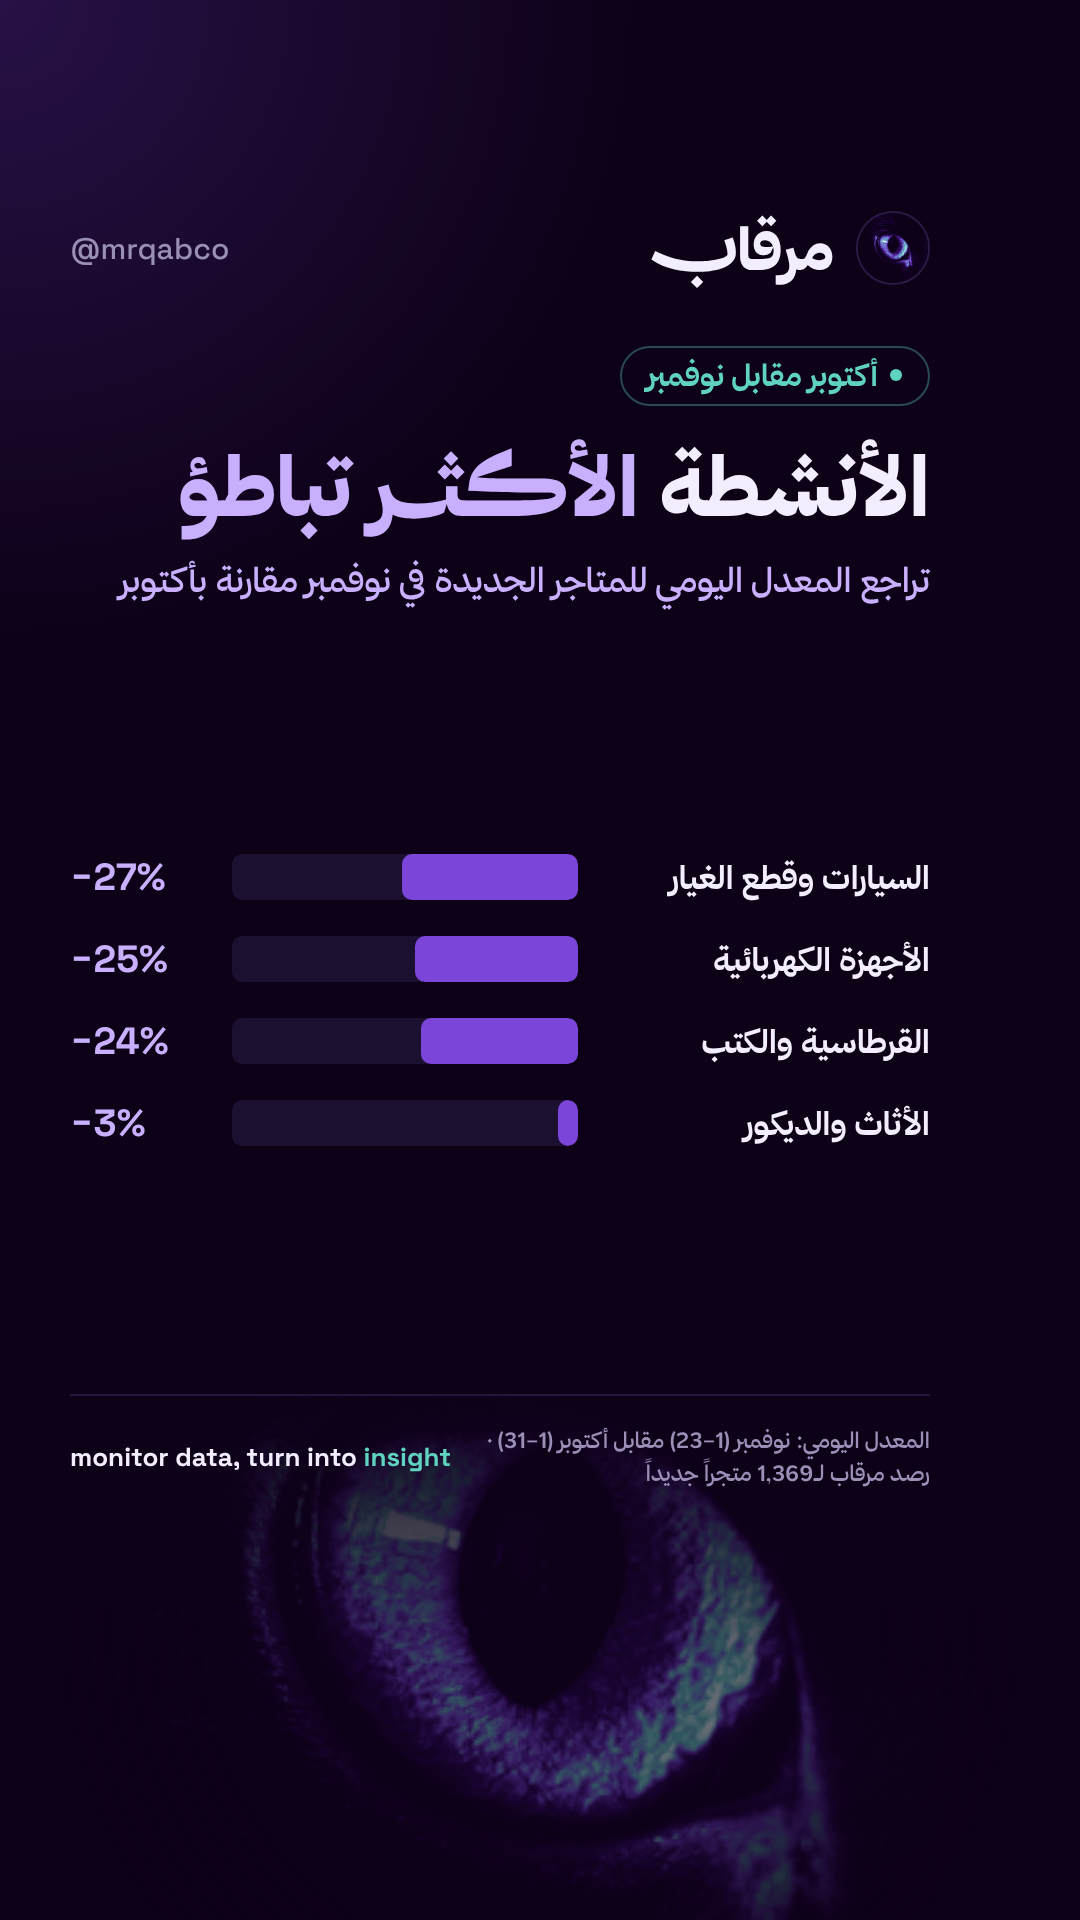 مرقاب
@mrqabco
أكتوبر مقابل نوفمبر
الأنشطة الأكثـر تباطؤ
تراجع المعدل اليومي للمتاجر الجديدة في نوفمبر مقارنة بأكتوبر
السيارات وقطع الغيار -27%
الأجهزة الكهربائية -25%
القرطاسية والكتب -24%
الأثاث والديكور -3%
المعدل اليومي: نوفمبر (1–23) مقابل أكتوبر (1–31) ·
رصد مرقاب لـ1,369 متجراً جديداً
monitor data, turn into insight